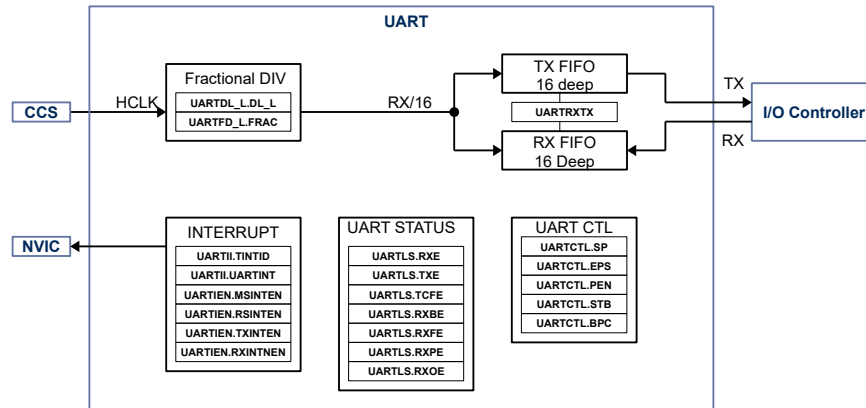 UART
Fractional DIV
UARTDL_L.DL_L
UARTFD_L.FRAC
CCS
HCLK
RX/16
TX FIFO
16 deep
UARTRXTX
RX FIFO
16 Deep
TX
RX
I/O Controller
NVIC
INTERRUPT
UARTII.TINTID
UARTII.UARTINT
UARTIEN.MSINTEN
UARTIEN.RSINTEN
UARTIEN.TXINTEN
UARTIEN.RXINTNEN
UART STATUS
UARTLS.RXE
UARTLS.TXE
UARTLS.TCFE
UARTLS.RXBE
UARTLS.RXFE
UARTLS.RXPE
UARTLS.RXOE
UART CTL
UARTCTL.SP
UARTCTL.EPS
UARTCTL.PEN
UARTCTL.STB
UARTCTL.BPC